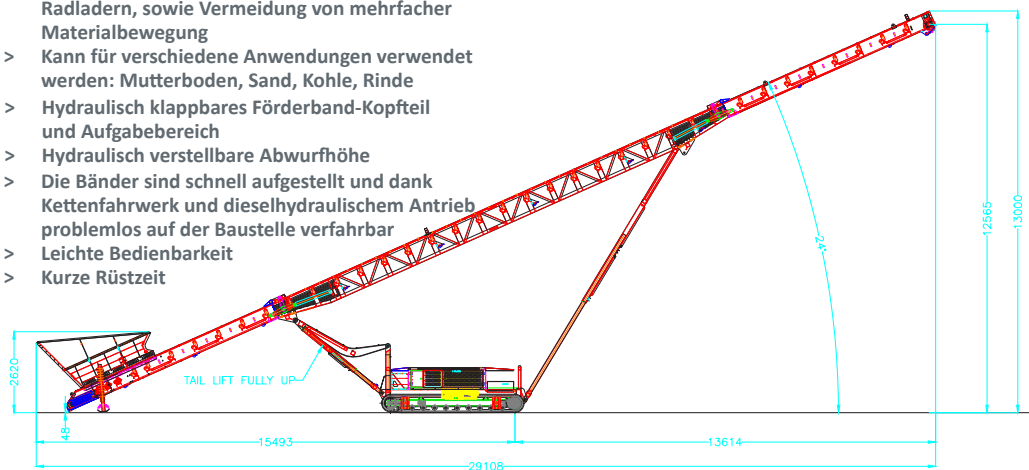 Radladern, sowie Vermeidung von mehrfacher
Materialbewegung
> Kann für verschiedene Anwendungen verwendet
werden: Mutterboden, Sand, Kohle, Rinde
> Hydraulisch klappbares Förderband-Kopfteil
und Aufgabebereich
> Hydraulisch verstellbare Abwurfhöhe
> Die Bänder sind schnell aufgestellt und dank
Kettenfahrwerk und dieselhydraulischem Antrieb
problemlos auf der Baustelle verfahrbar
> Leichte Bedienbarkeit
> Kurze Rüstzeit
24°
12565
13000
2620
TAIL LIFT FULLY UP
48
15493
13614
29108